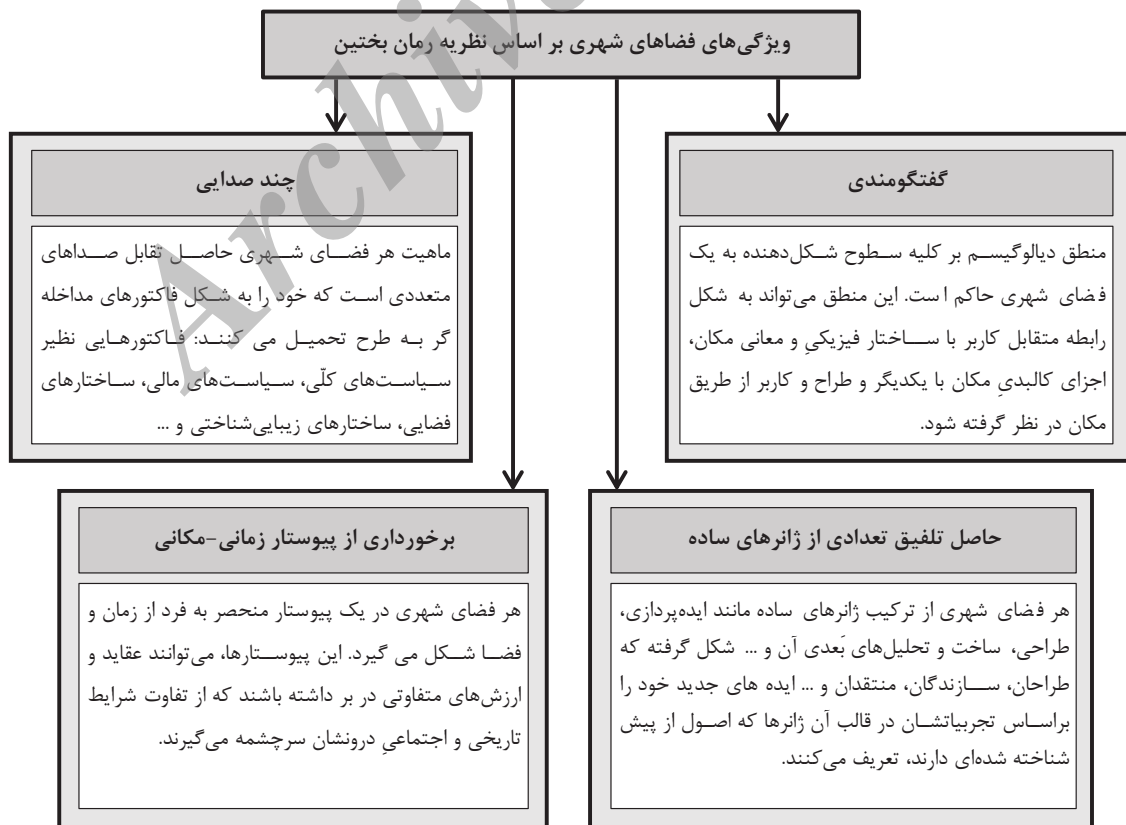 ویژگی‌های فضاهای شهری بر اساس نظریه رمان بختین
گفتگومندی
منطق دیالوگیسم بر کلیه سطوح شکل‌دهنده به یک
فضای شهری حاکم است. این منطق می‌تواند به شکل
رابطه متقابل کاربر با ساختار فیزیکیِ و معانی مکان،
اجزای کالبدیِ مکان با یکدیگر و طراح و کاربر از طریق
مکان در نظر گرفته شود.
چند صدایی
ماهیت هر فضای شهری حاصل تقابل صداهای
متعددی است که خود را به شکل فاکتورهای مداخله
گر به طرح تحمیل می کنند: فاکتورهایی نظیر
سیاست‌های کلّی، سیاست‌های مالی، ساختارهای
فضایی، ساختارهای زیبایی‌شناختی و ...
حاصل تلفیق تعدادی از ژانرهای ساده
هر فضای شهری از ترکیب ژانرهای ساده مانند ایده‌پردازی،
طراحی، ساخت و تحلیل‌های بَعدی آن و ... شکل گرفته که
طراحان، سازندگان، منتقدان و ... ایده های جدید خود را
براساس تجربیاتشان در قالب آن ژانرها که اصول از پیش
شناخته شده‌ای دارند، تعریف می‌کنند.
برخورداری از پیوستار زمانی-مکانی
هر فضای شهری در یک پیوستار منحصر به فرد از زمان و
فضا شکل می گیرد. این پیوستارها، می‌توانند عقاید و
ارزش‌های متفاوتی در بر داشته باشند که از تفاوت شرایط
تاریخی و اجتماعیِ درونشان سرچشمه می‌گیرند.
Archive